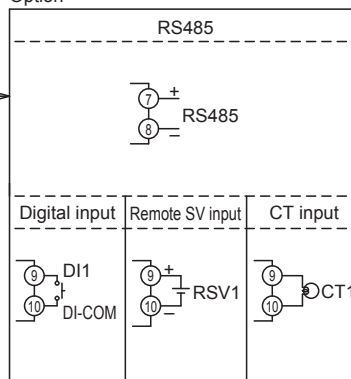 Option
RS485
7 +
RS485
8 −
Digital input
Remote SV input
CT input
9 DI1
10 DI-COM
9 +
RSV1
10 −
9
CT1
10